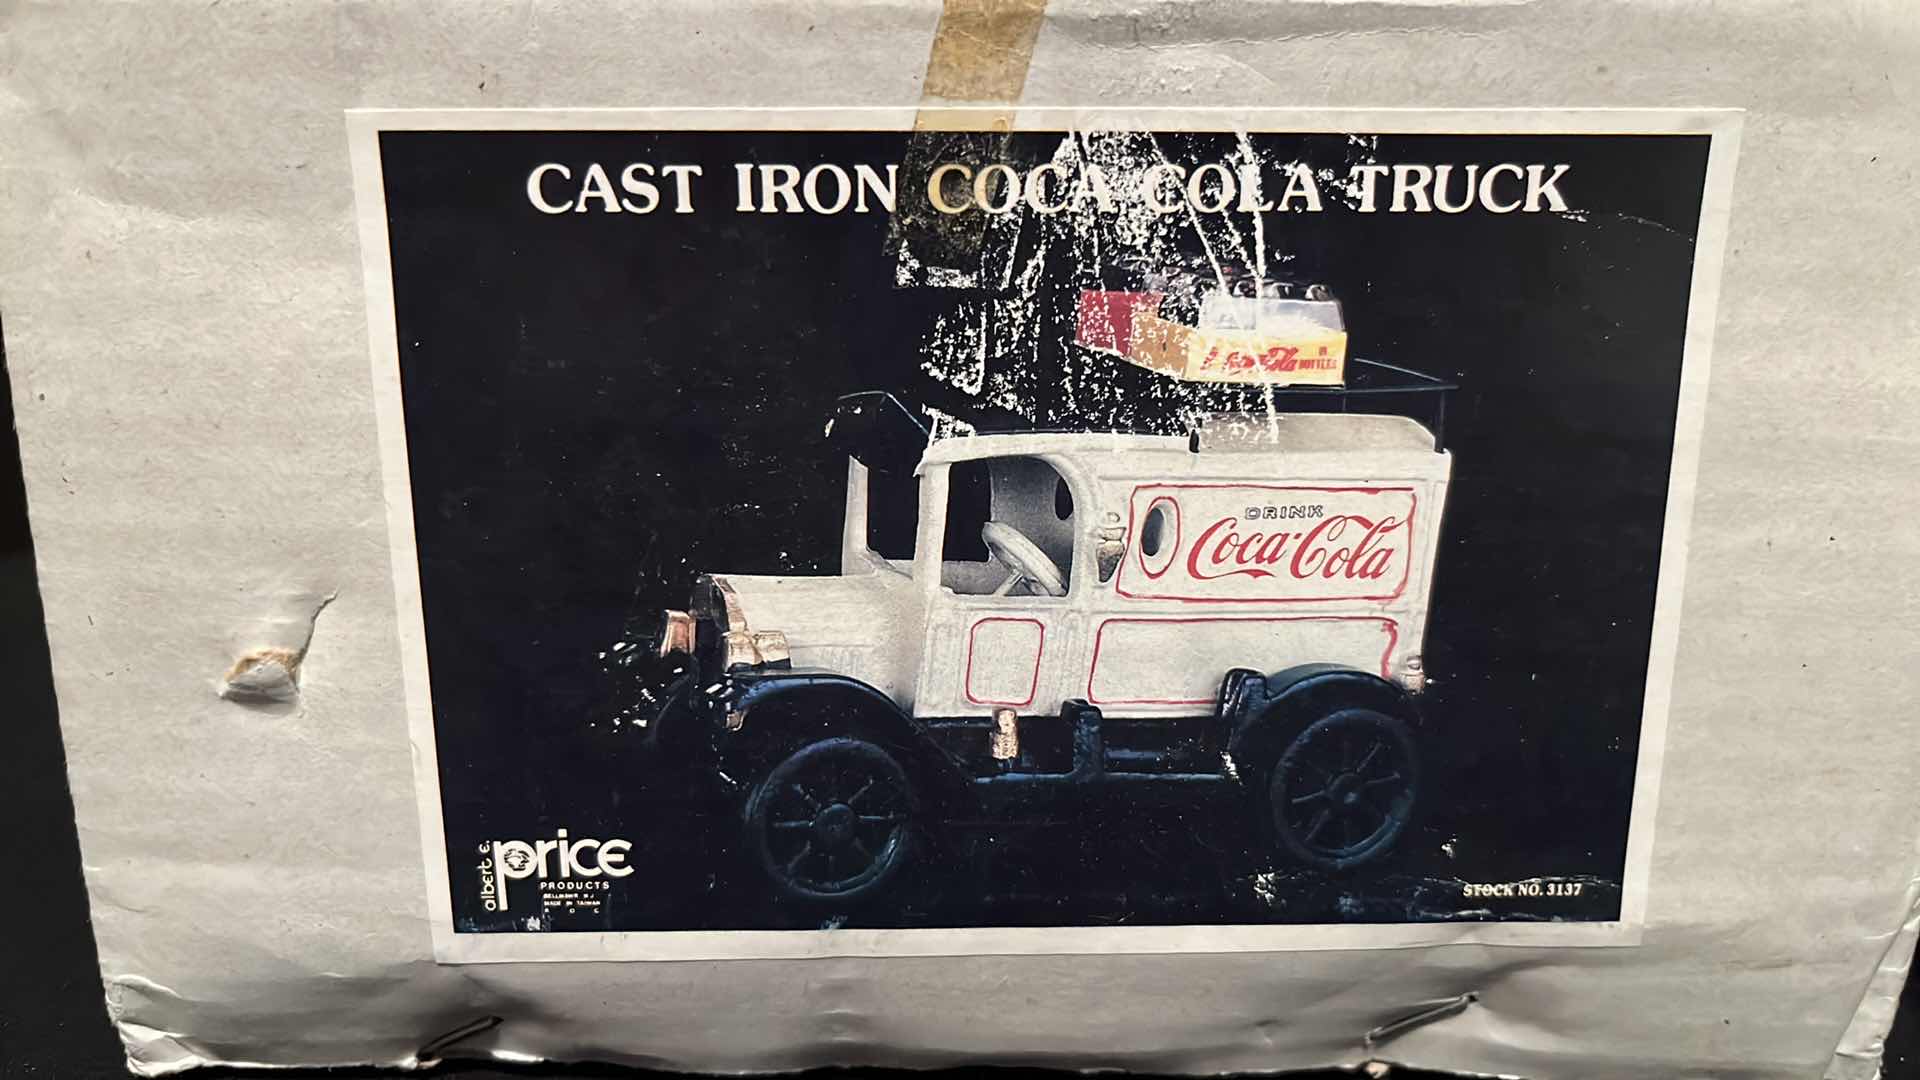 CAST IRON COCA-COLA TRUCK
Coca-Cola IN BOTTLES
DRINK
Coca-Cola
albert e. price
PRODUCTS
BELLMAWR N J
MADE IN TAIWAN
R O C
STOCK NO. 3137